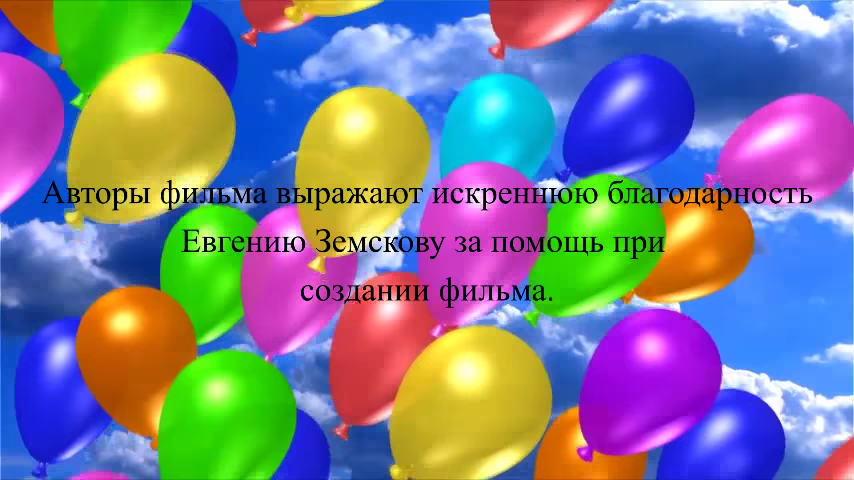 Авторы фильма выражают искреннюю благодарность
Евгению Земскову за помощь при
создании фильма.